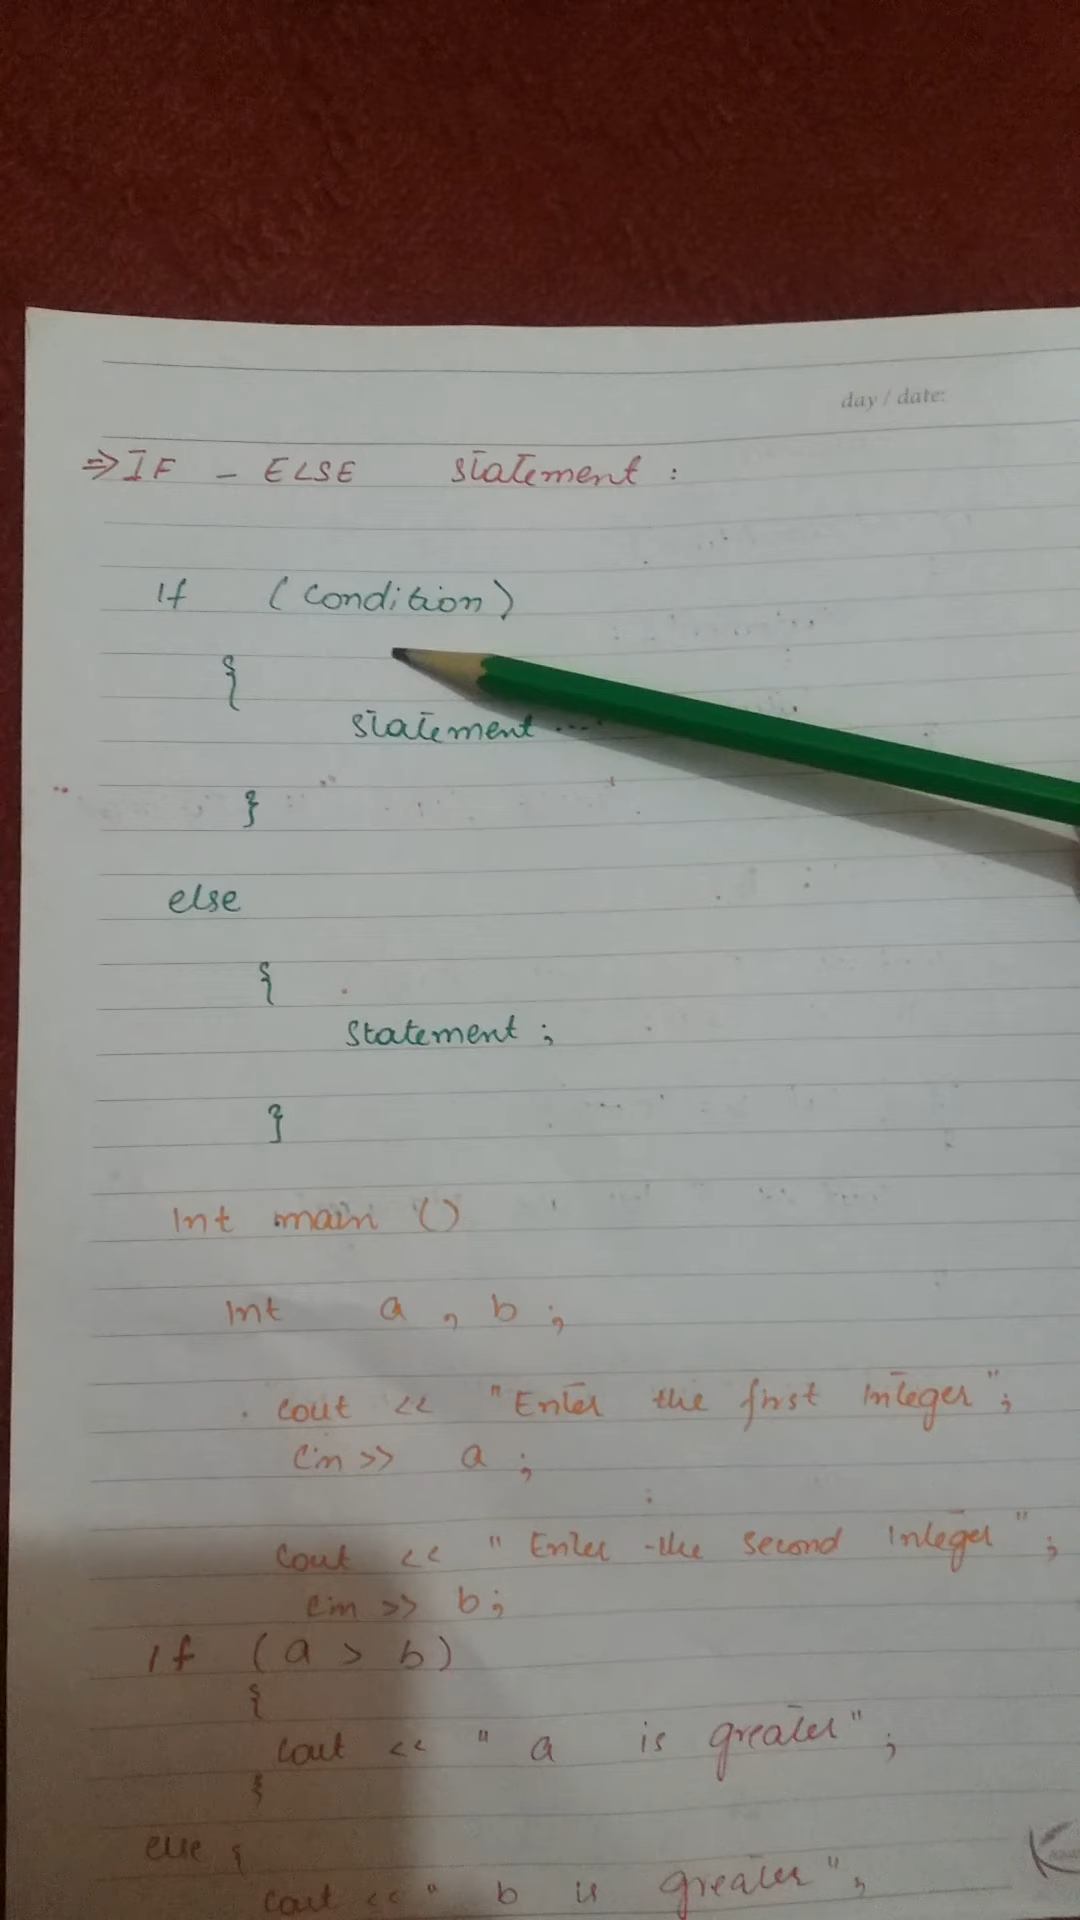 day / date:
⇒ IF - ELSE statement :
If (condition)
{
statement ....
}
else
{
statement ;
}
Int main ()
Int a , b ;
cout << "Enter the first integer" ;
cin >> a ;
cout << "Enter the second integer" ;
cin >> b ;
If (a > b)
{
cout << "a is greater" ;
}
else {
cout << "b is greater" ;